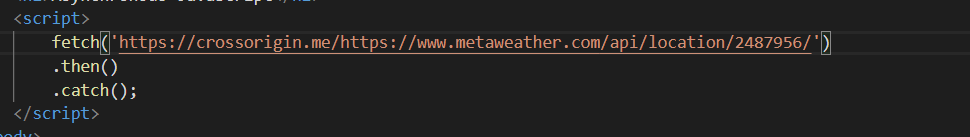 <script>
fetch('https://crossorigin.me/https://www.metaweather.com/api/location/2487956/')
.then()
.catch();
</script>